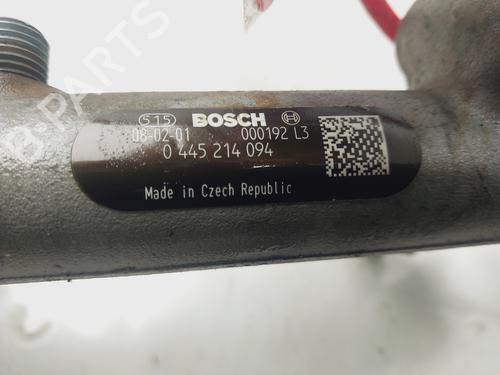 515 BOSCH
08-02-01 000192 L3
0 445 214 094
Made in Czech Republic
B-PARTS